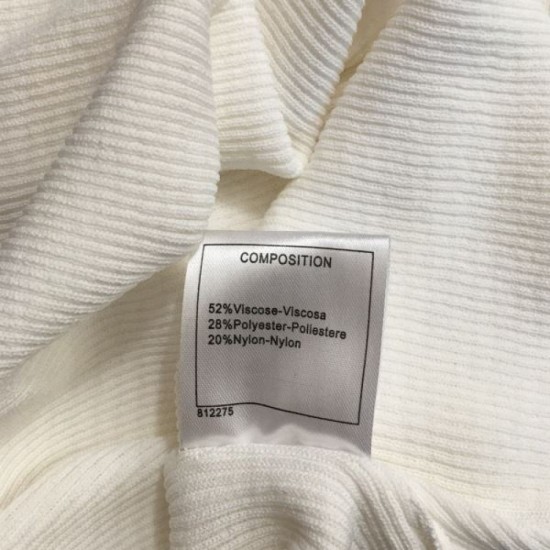 COMPOSITION
52%Viscose-Viscosa
28%Polyester-Poliestere
20%Nylon-Nylon
812275